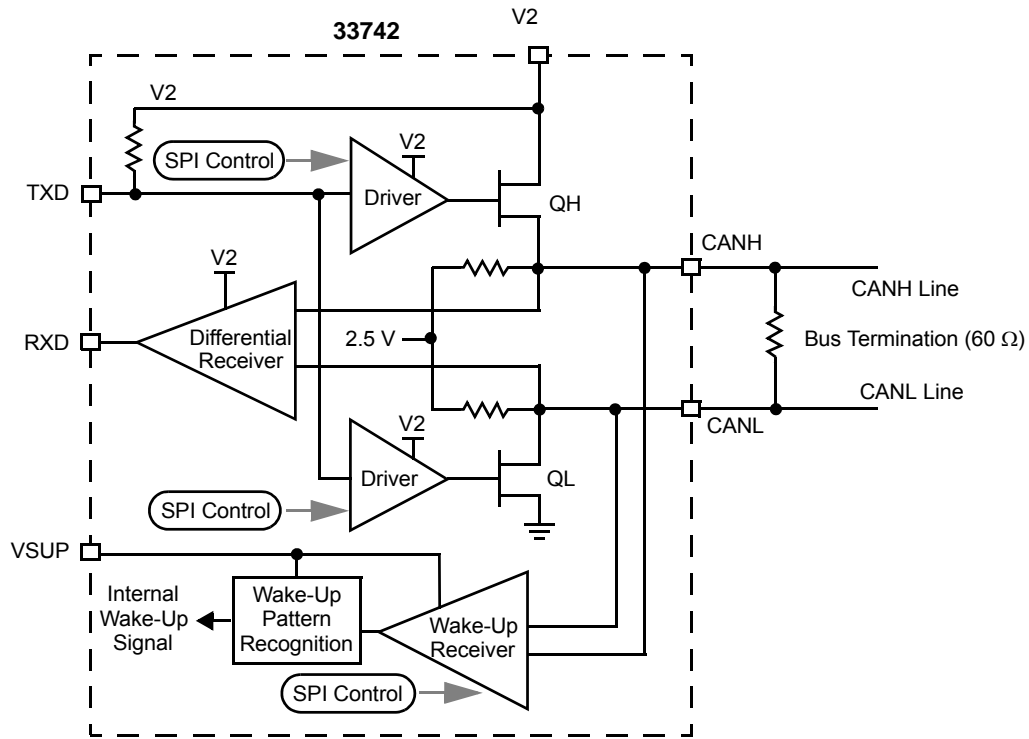 33742
V2
V2
SPI Control
V2
Driver
TXD
QH
V2
CANH
CANH Line
Differential
Receiver
RXD
2.5 V
Bus Termination (60 Ω)
CANL Line
CANL
V2
Driver
QL
SPI Control
VSUP
Internal
Wake-Up
Signal
Wake-Up
Pattern
Recognition
Wake-Up
Receiver
SPI Control